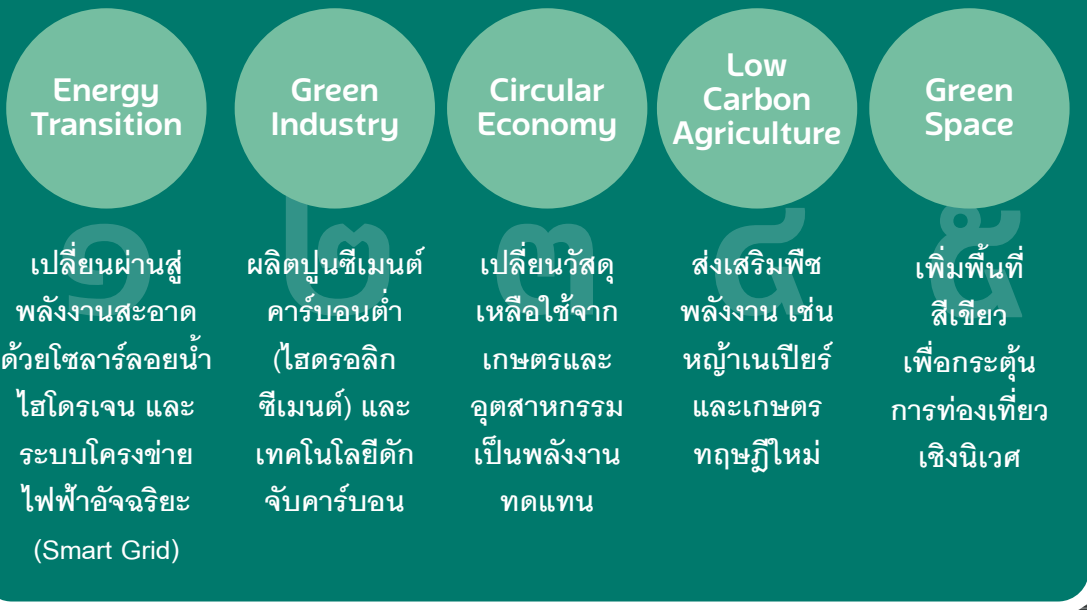 Energy
Transition
๑
เปลี่ยนผ่านสู่
พลังงานสะอาด
ด้วยโซลาร์ลอยน้ำ
ไฮโดรเจน และ
ระบบโครงข่าย
ไฟฟ้าอัจฉริยะ
(Smart Grid)
Green
Industry
๒
ผลิตปูนซีเมนต์
คาร์บอนต่ำ
(ไฮดรอลิก
ซีเมนต์) และ
เทคโนโลยีดัก
จับคาร์บอน
Circular
Economy
๓
เปลี่ยนวัสดุ
เหลือใช้จาก
เกษตรและ
อุตสาหกรรม
เป็นพลังงาน
ทดแทน
Low
Carbon
Agriculture
๔
ส่งเสริมพืช
พลังงาน เช่น
หญ้าเนเปียร์
และเกษตร
ทฤษฎีใหม่
Green
Space
๕
เพิ่มพื้นที่
สีเขียว
เพื่อกระตุ้น
การท่องเที่ยว
เชิงนิเวศ